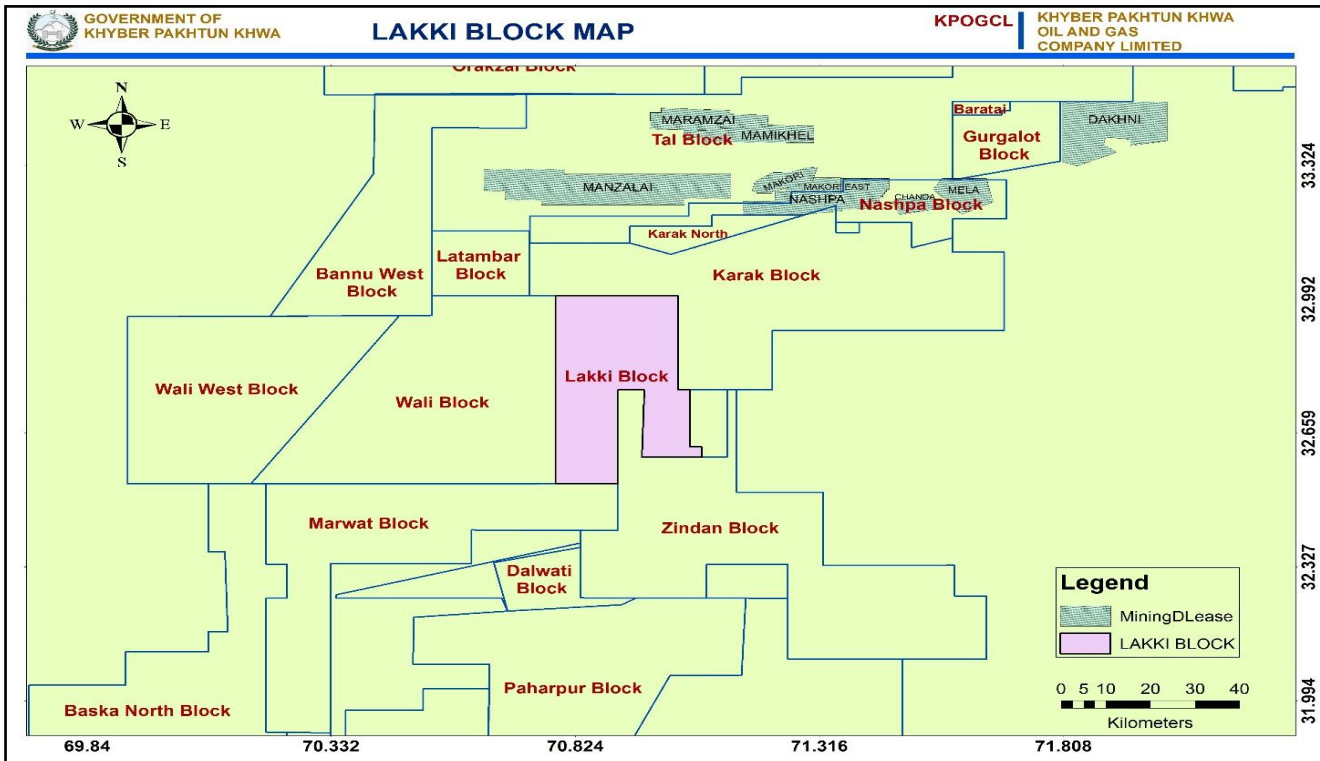 GOVERNMENT OF
KHYBER PAKHTUN KHWA
LAKKI BLOCK MAP
KPOGCL
KHYBER PAKHTUN KHWA
OIL AND GAS
COMPANY LIMITED
Orakzai Block
N
W E
S
Baratai
MARAMZAI
DAKHNI
MAMIKHEL
Tal Block
Gurgalot
Block
33.324
MAKORI
MANZALAI
MAKORI EAST
MELA
NASHPA
CHANDA
Nashpa Block
Karak North
Latambar
Block
Bannu West
Block
Karak Block
32.992
Lakki Block
Wali West Block
Wali Block
32.659
Marwat Block
Zindan Block
32.327
Dalwati
Block
Legend
MiningDLease
LAKKI BLOCK
Paharpur Block
Baska North Block
0 5 10 20 30 40
Kilometers
31.994
69.84 70.332 70.824 71.316 71.808